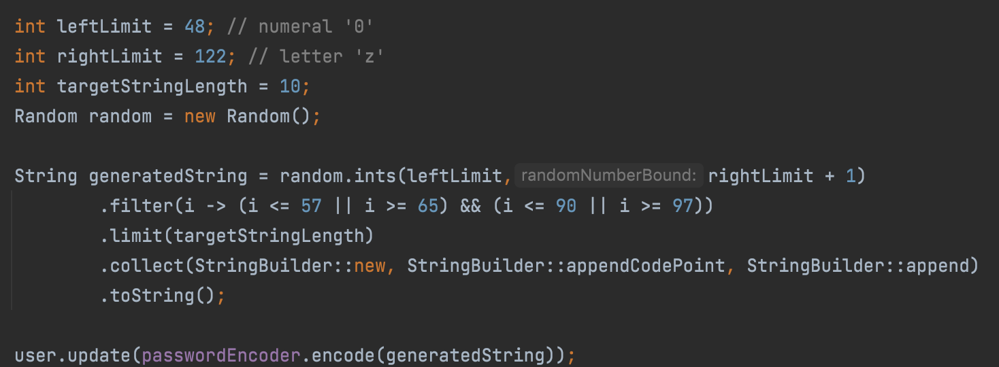 int leftLimit = 48; // numeral '0'
int rightLimit = 122; // letter 'z'
int targetStringLength = 10;
Random random = new Random();
String generatedString = random.ints(leftLimit, randomNumberBound: rightLimit + 1)
.filter(i -> (i <= 57 || i >= 65) && (i <= 90 || i >= 97))
.limit(targetStringLength)
.collect(StringBuilder::new, StringBuilder::appendCodePoint, StringBuilder::append)
.toString();
user.update(passwordEncoder.encode(generatedString));